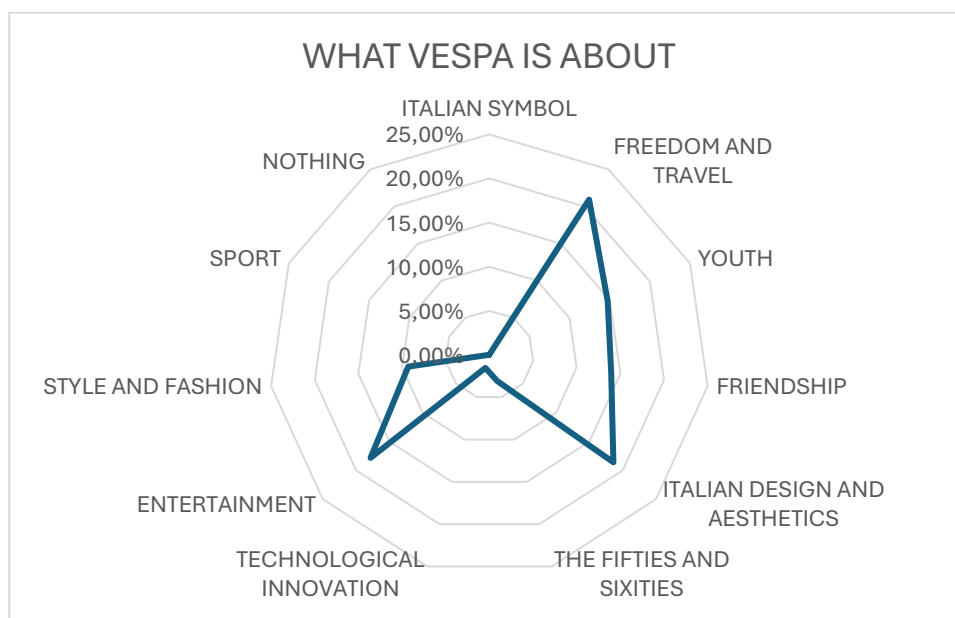 WHAT VESPA IS ABOUT
ITALIAN SYMBOL
25,00%
FREEDOM AND
TRAVEL
NOTHING
20,00%
15,00%
SPORT
YOUTH
10,00%
5,00%
0,00%
STYLE AND FASHION
FRIENDSHIP
ENTERTAINMENT
ITALIAN DESIGN AND
AESTHETICS
TECHNOLOGICAL
INNOVATION
THE FIFTIES AND
SIXITIES